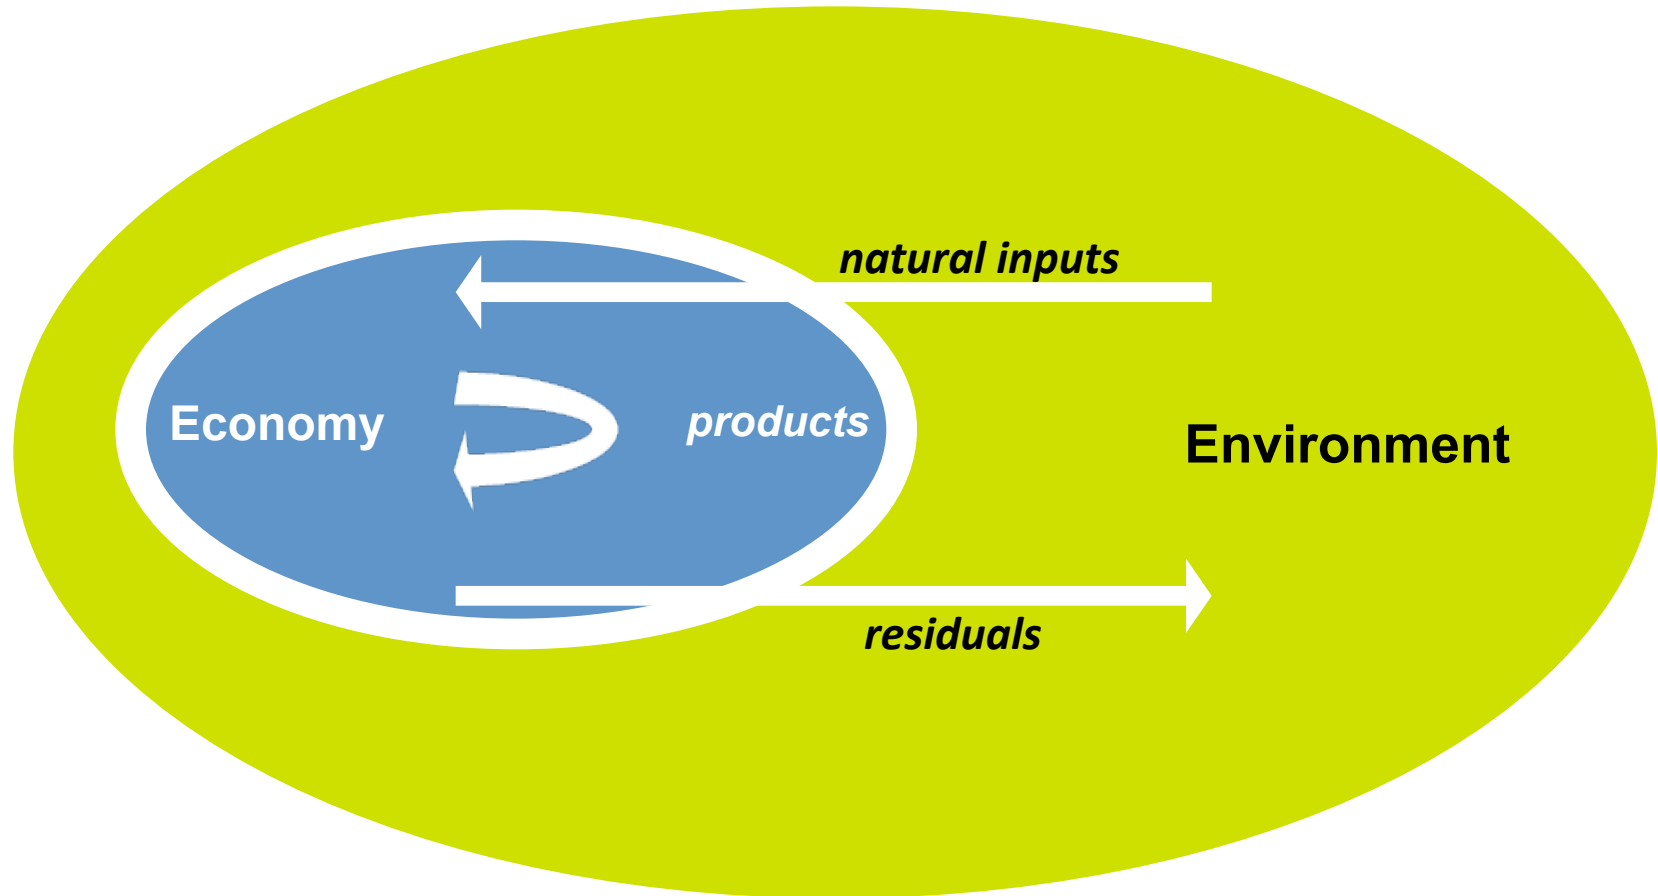 natural inputs
Economy
products
Environment
residuals